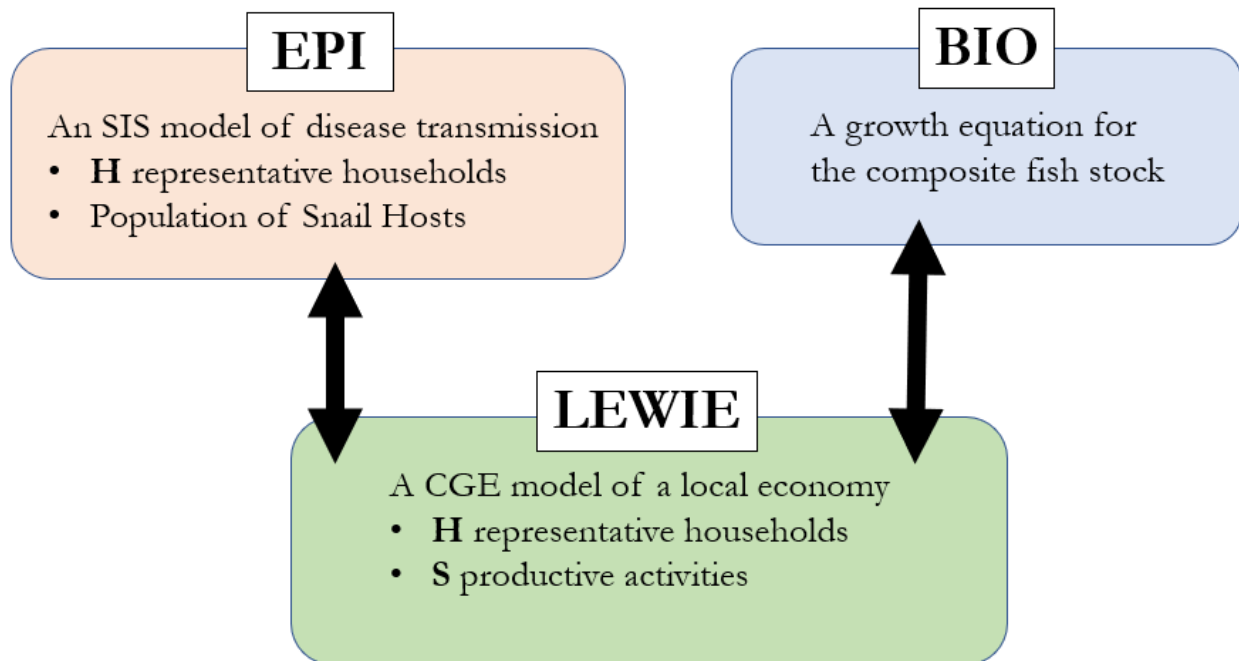 EPI
An SIS model of disease transmission
• H representative households
• Population of Snail Hosts
BIO
A growth equation for
the composite fish stock
LEWIE
A CGE model of a local economy
• H representative households
• S productive activities